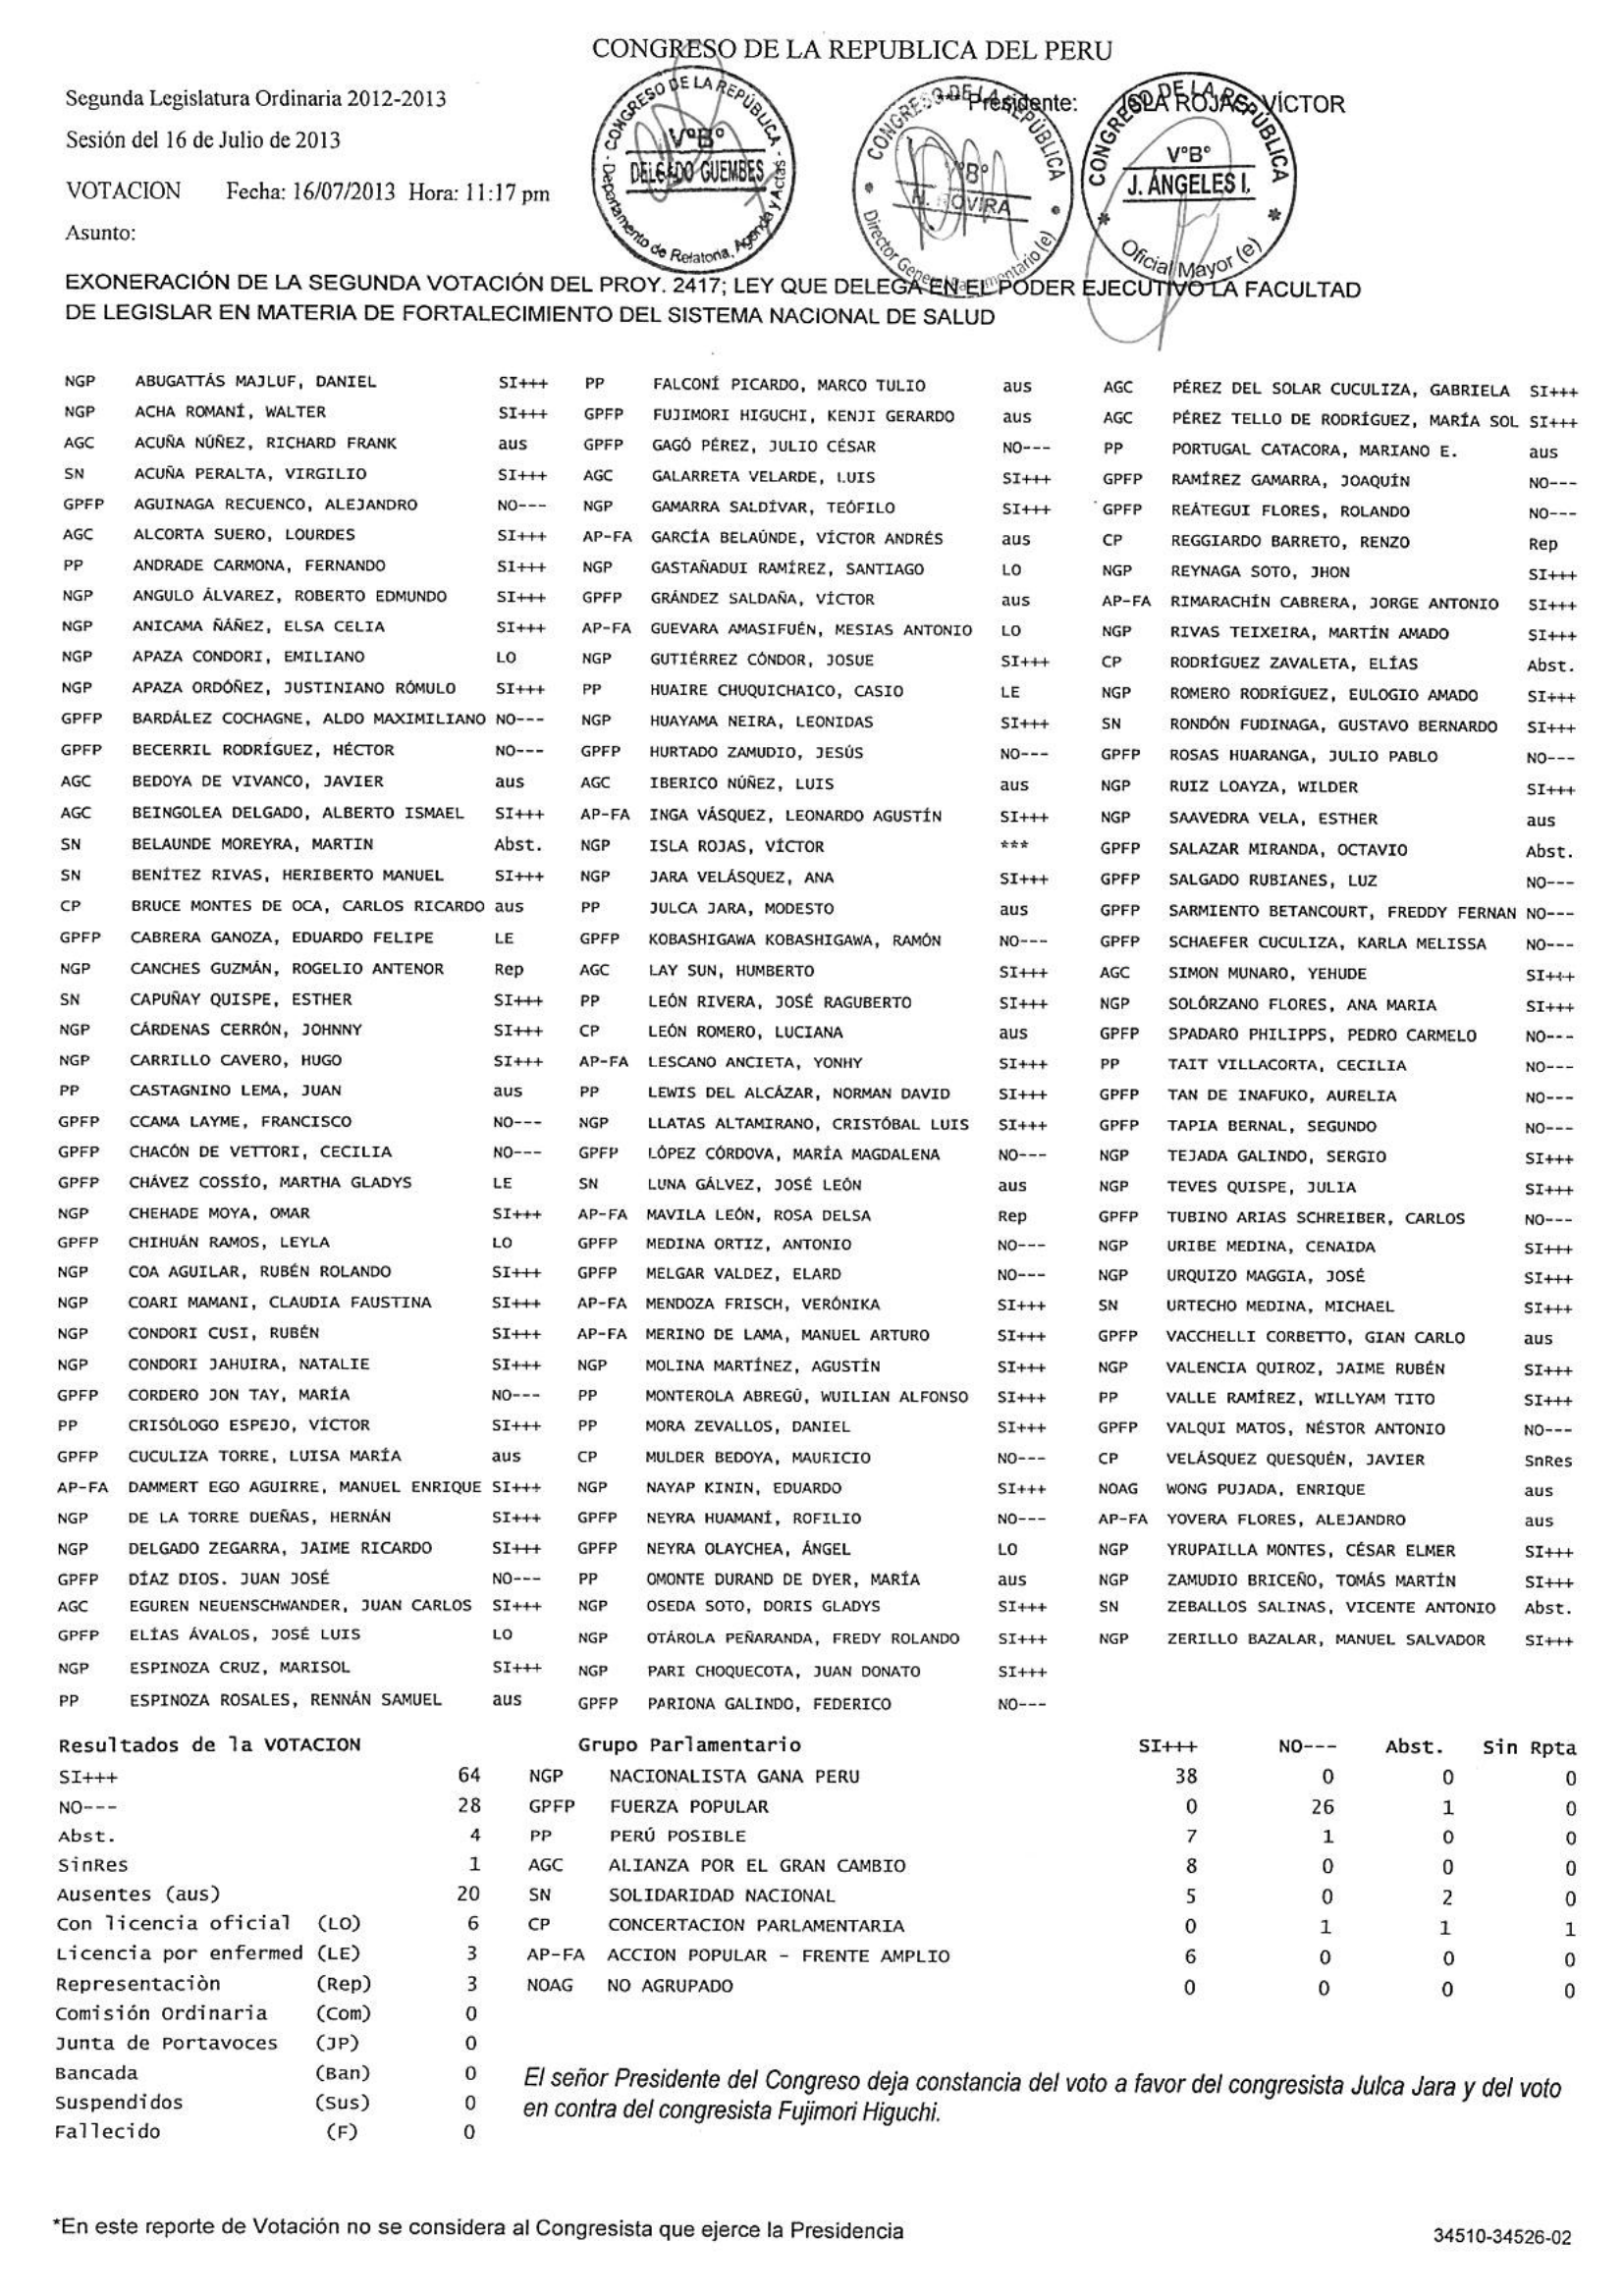 CONGRESO DE LA REPUBLICA DEL PERU
Segunda Legislatura Ordinaria 2012-2013
*** Presidente: ISLA ROJAS, VÍCTOR
Sesión del 16 de Julio de 2013
VOTACION Fecha: 16/07/2013 Hora: 11:17 pm
Asunto:
CONGRESO DE LA REPÚBLICA
V°B°
DELGADO GUEMBES
Departamento de Relatoria, Agenda y Actas
CONGRESO DE LA REPÚBLICA
V°B°
ROVIRA
Director General Parlamentario (e)
CONGRESO DE LA REPÚBLICA
V°B°
J. ÁNGELES I.
Oficial Mayor (e)
EXONERACIÓN DE LA SEGUNDA VOTACIÓN DEL PROY. 2417; LEY QUE DELEGA EN EL PODER EJECUTIVO LA FACULTAD
DE LEGISLAR EN MATERIA DE FORTALECIMIENTO DEL SISTEMA NACIONAL DE SALUD
NGP ABUGATTÁS MAJLUF, DANIEL SI+++
NGP ACHA ROMANÍ, WALTER SI+++
AGC ACUÑA NÚÑEZ, RICHARD FRANK aus
SN ACUÑA PERALTA, VIRGILIO SI+++
GPFP AGUINAGA RECUENCO, ALEJANDRO NO---
AGC ALCORTA SUERO, LOURDES SI+++
PP ANDRADE CARMONA, FERNANDO SI+++
NGP ANGULO ÁLVAREZ, ROBERTO EDMUNDO SI+++
NGP ANICAMA ÑÁÑEZ, ELSA CELIA SI+++
NGP APAZA CONDORI, EMILIANO LO
NGP APAZA ORDÓÑEZ, JUSTINIANO RÓMULO SI+++
GPFP BARDÁLEZ COCHAGNE, ALDO MAXIMILIANO NO---
GPFP BECERRIL RODRÍGUEZ, HÉCTOR NO---
AGC BEDOYA DE VIVANCO, JAVIER aus
AGC BEINGOLEA DELGADO, ALBERTO ISMAEL SI+++
SN BELAUNDE MOREYRA, MARTIN Abst.
SN BENÍTEZ RIVAS, HERIBERTO MANUEL SI+++
CP BRUCE MONTES DE OCA, CARLOS RICARDO aus
GPFP CABRERA GANOZA, EDUARDO FELIPE LE
NGP CANCHES GUZMÁN, ROGELIO ANTENOR Rep
SN CAPUÑAY QUISPE, ESTHER SI+++
NGP CÁRDENAS CERRÓN, JOHNNY SI+++
NGP CARRILLO CAVERO, HUGO SI+++
PP CASTAGNINO LEMA, JUAN aus
GPFP CCAMA LAYME, FRANCISCO NO---
GPFP CHACÓN DE VETTORI, CECILIA NO---
GPFP CHÁVEZ COSSÍO, MARTHA GLADYS LE
NGP CHEHADE MOYA, OMAR SI+++
GPFP CHIHUÁN RAMOS, LEYLA LO
NGP COA AGUILAR, RUBÉN ROLANDO SI+++
NGP COARI MAMANI, CLAUDIA FAUSTINA SI+++
NGP CONDORI CUSI, RUBÉN SI+++
NGP CONDORI JAHUIRA, NATALIE SI+++
GPFP CORDERO JON TAY, MARÍA NO---
PP CRISÓLOGO ESPEJO, VÍCTOR SI+++
GPFP CUCULIZA TORRE, LUISA MARÍA aus
AP-FA DAMMERT EGO AGUIRRE, MANUEL ENRIQUE SI+++
NGP DE LA TORRE DUEÑAS, HERNÁN SI+++
NGP DELGADO ZEGARRA, JAIME RICARDO SI+++
GPFP DÍAZ DIOS. JUAN JOSÉ NO---
AGC EGUREN NEUENSCHWANDER, JUAN CARLOS SI+++
GPFP ELÍAS ÁVALOS, JOSÉ LUIS LO
NGP ESPINOZA CRUZ, MARISOL SI+++
PP ESPINOZA ROSALES, RENNÁN SAMUEL aus
PP FALCONÍ PICARDO, MARCO TULIO aus
GPFP FUJIMORI HIGUCHI, KENJI GERARDO aus
GPFP GAGÓ PÉREZ, JULIO CÉSAR NO---
AGC GALARRETA VELARDE, LUIS SI+++
NGP GAMARRA SALDÍVAR, TEÓFILO SI+++
AP-FA GARCÍA BELAÚNDE, VÍCTOR ANDRÉS aus
NGP GASTAÑADUI RAMÍREZ, SANTIAGO LO
GPFP GRÁNDEZ SALDAÑA, VÍCTOR aus
AP-FA GUEVARA AMASIFUÉN, MESIAS ANTONIO LO
NGP GUTIÉRREZ CÓNDOR, JOSUE SI+++
PP HUAIRE CHUQUICHAICO, CASIO LE
NGP HUAYAMA NEIRA, LEONIDAS SI+++
GPFP HURTADO ZAMUDIO, JESÚS NO---
AGC IBERICO NÚÑEZ, LUIS aus
AP-FA INGA VÁSQUEZ, LEONARDO AGUSTÍN SI+++
NGP ISLA ROJAS, VÍCTOR ***
NGP JARA VELÁSQUEZ, ANA SI+++
PP JULCA JARA, MODESTO aus
GPFP KOBASHIGAWA KOBASHIGAWA, RAMÓN NO---
AGC LAY SUN, HUMBERTO SI+++
PP LEÓN RIVERA, JOSÉ RAGUBERTO SI+++
CP LEÓN ROMERO, LUCIANA aus
AP-FA LESCANO ANCIETA, YONHY SI+++
PP LEWIS DEL ALCÁZAR, NORMAN DAVID SI+++
NGP LLATAS ALTAMIRANO, CRISTÓBAL LUIS SI+++
GPFP LÓPEZ CÓRDOVA, MARÍA MAGDALENA NO---
SN LUNA GÁLVEZ, JOSÉ LEÓN aus
AP-FA MAVILA LEÓN, ROSA DELSA Rep
GPFP MEDINA ORTIZ, ANTONIO NO---
GPFP MELGAR VALDEZ, ELARD NO---
AP-FA MENDOZA FRISCH, VERÓNIKA SI+++
AP-FA MERINO DE LAMA, MANUEL ARTURO SI+++
NGP MOLINA MARTÍNEZ, AGUSTÍN SI+++
PP MONTEROLA ABREGÚ, WUILIAN ALFONSO SI+++
PP MORA ZEVALLOS, DANIEL SI+++
CP MULDER BEDOYA, MAURICIO NO---
NGP NAYAP KININ, EDUARDO SI+++
GPFP NEYRA HUAMANÍ, ROFILIO NO---
GPFP NEYRA OLAYCHEA, ÁNGEL LO
PP OMONTE DURAND DE DYER, MARÍA aus
NGP OSEDA SOTO, DORIS GLADYS SI+++
NGP OTÁROLA PEÑARANDA, FREDY ROLANDO SI+++
NGP PARI CHOQUECOTA, JUAN DONATO SI+++
GPFP PARIONA GALINDO, FEDERICO NO---
AGC PÉREZ DEL SOLAR CUCULIZA, GABRIELA SI+++
AGC PÉREZ TELLO DE RODRÍGUEZ, MARÍA SOL SI+++
PP PORTUGAL CATACORA, MARIANO E. aus
GPFP RAMÍREZ GAMARRA, JOAQUÍN NO---
GPFP REÁTEGUI FLORES, ROLANDO NO---
CP REGGIARDO BARRETO, RENZO Rep
NGP REYNAGA SOTO, JHON SI+++
AP-FA RIMARACHÍN CABRERA, JORGE ANTONIO SI+++
NGP RIVAS TEIXEIRA, MARTÍN AMADO SI+++
CP RODRÍGUEZ ZAVALETA, ELÍAS Abst.
NGP ROMERO RODRÍGUEZ, EULOGIO AMADO SI+++
SN RONDÓN FUDINAGA, GUSTAVO BERNARDO SI+++
GPFP ROSAS HUARANGA, JULIO PABLO NO---
NGP RUIZ LOAYZA, WILDER SI+++
NGP SAAVEDRA VELA, ESTHER aus
GPFP SALAZAR MIRANDA, OCTAVIO Abst.
GPFP SALGADO RUBIANES, LUZ NO---
GPFP SARMIENTO BETANCOURT, FREDDY FERNAN NO---
GPFP SCHAEFER CUCULIZA, KARLA MELISSA NO---
AGC SIMON MUNARO, YEHUDE SI+++
NGP SOLÓRZANO FLORES, ANA MARIA SI+++
GPFP SPADARO PHILIPPS, PEDRO CARMELO NO---
PP TAIT VILLACORTA, CECILIA NO---
GPFP TAN DE INAFUKO, AURELIA NO---
GPFP TAPIA BERNAL, SEGUNDO NO---
NGP TEJADA GALINDO, SERGIO SI+++
NGP TEVES QUISPE, JULIA SI+++
GPFP TUBINO ARIAS SCHREIBER, CARLOS NO---
NGP URIBE MEDINA, CENAIDA SI+++
NGP URQUIZO MAGGIA, JOSÉ SI+++
SN URTECHO MEDINA, MICHAEL SI+++
GPFP VACCHELLI CORBETTO, GIAN CARLO aus
NGP VALENCIA QUIROZ, JAIME RUBÉN SI+++
PP VALLE RAMÍREZ, WILLYAM TITO SI+++
GPFP VALQUI MATOS, NÉSTOR ANTONIO NO---
CP VELÁSQUEZ QUESQUÉN, JAVIER SnRes
NOAG WONG PUJADA, ENRIQUE aus
AP-FA YOVERA FLORES, ALEJANDRO aus
NGP YRUPAILLA MONTES, CÉSAR ELMER SI+++
NGP ZAMUDIO BRICEÑO, TOMÁS MARTÍN SI+++
SN ZEBALLOS SALINAS, VICENTE ANTONIO Abst.
NGP ZERILLO BAZALAR, MANUEL SALVADOR SI+++
Resultados de la VOTACION
SI+++ 64
NO--- 28
Abst. 4
SinRes 1
Ausentes (aus) 20
Con licencia oficial (LO) 6
Licencia por enfermed (LE) 3
Representaciòn (Rep) 3
Comisión Ordinaria (Com) 0
Junta de Portavoces (JP) 0
Bancada (Ban) 0
Suspendidos (Sus) 0
Fallecido (F) 0
Grupo Parlamentario SI+++ NO--- Abst. Sin Rpta
NGP NACIONALISTA GANA PERU 38 0 0 0
GPFP FUERZA POPULAR 0 26 1 0
PP PERÚ POSIBLE 7 1 0 0
AGC ALIANZA POR EL GRAN CAMBIO 8 0 0 0
SN SOLIDARIDAD NACIONAL 5 0 2 0
CP CONCERTACION PARLAMENTARIA 0 1 1 1
AP-FA ACCION POPULAR - FRENTE AMPLIO 6 0 0 0
NOAG NO AGRUPADO 0 0 0 0
El señor Presidente del Congreso deja constancia del voto a favor del congresista Julca Jara y del voto
en contra del congresista Fujimori Higuchi.
*En este reporte de Votación no se considera al Congresista que ejerce la Presidencia
34510-34526-02